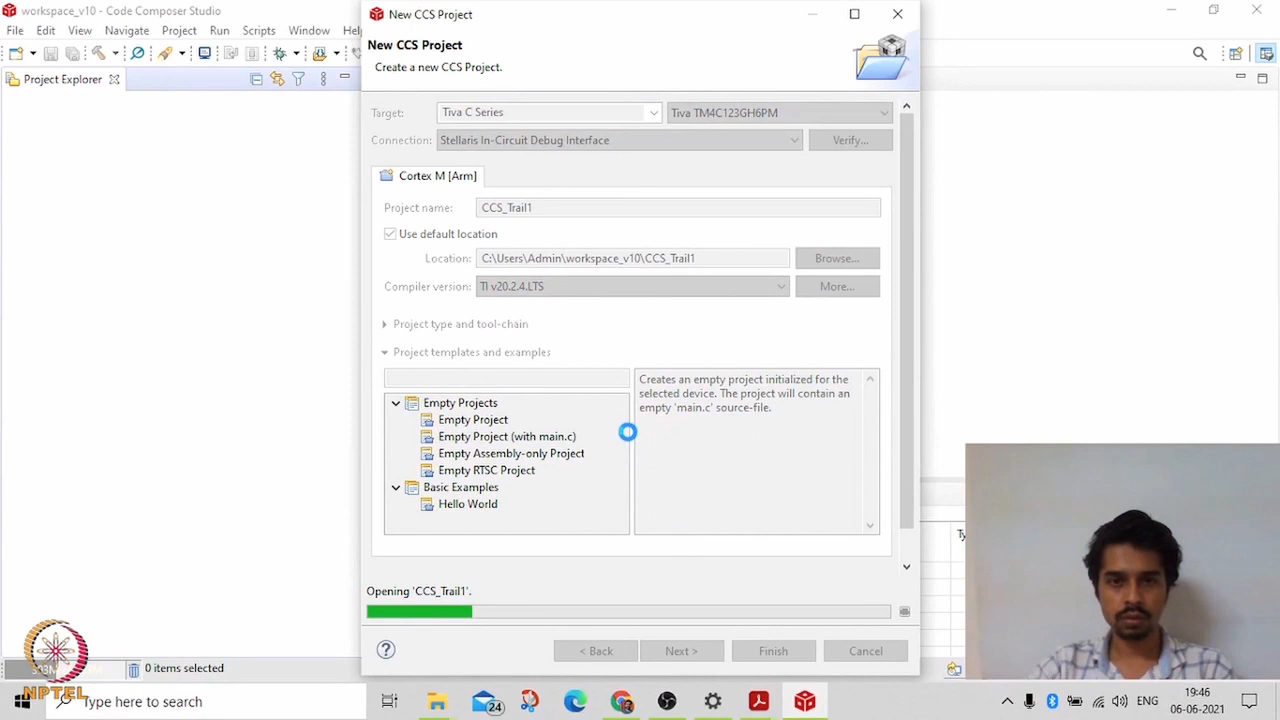 workspace_v10 - Code Composer Studio
File Edit View Navigate Project Run Scripts Window Help
Project Explorer
New CCS Project
New CCS Project
Create a new CCS Project.
Target: Tiva C Series Tiva TM4C123GH6PM
Connection: Stellaris In-Circuit Debug Interface Verify...
Cortex M [Arm]
Project name: CCS_Trail1
Use default location
Location: C:\Users\Admin\workspace_v10\CCS_Trail1 Browse...
Compiler version: TI v20.2.4.LTS More...
Project type and tool-chain
Project templates and examples
Empty Projects
Empty Project
Empty Project (with main.c)
Empty Assembly-only Project
Empty RTSC Project
Basic Examples
Hello World
Creates an empty project initialized for the
selected device. The project will contain an
empty 'main.c' source-file.
Opening 'CCS_Trail1'.
< Back Next > Finish Cancel
0 items selected
NPTEL
Type here to search
24
ENG
19:46
06-06-2021